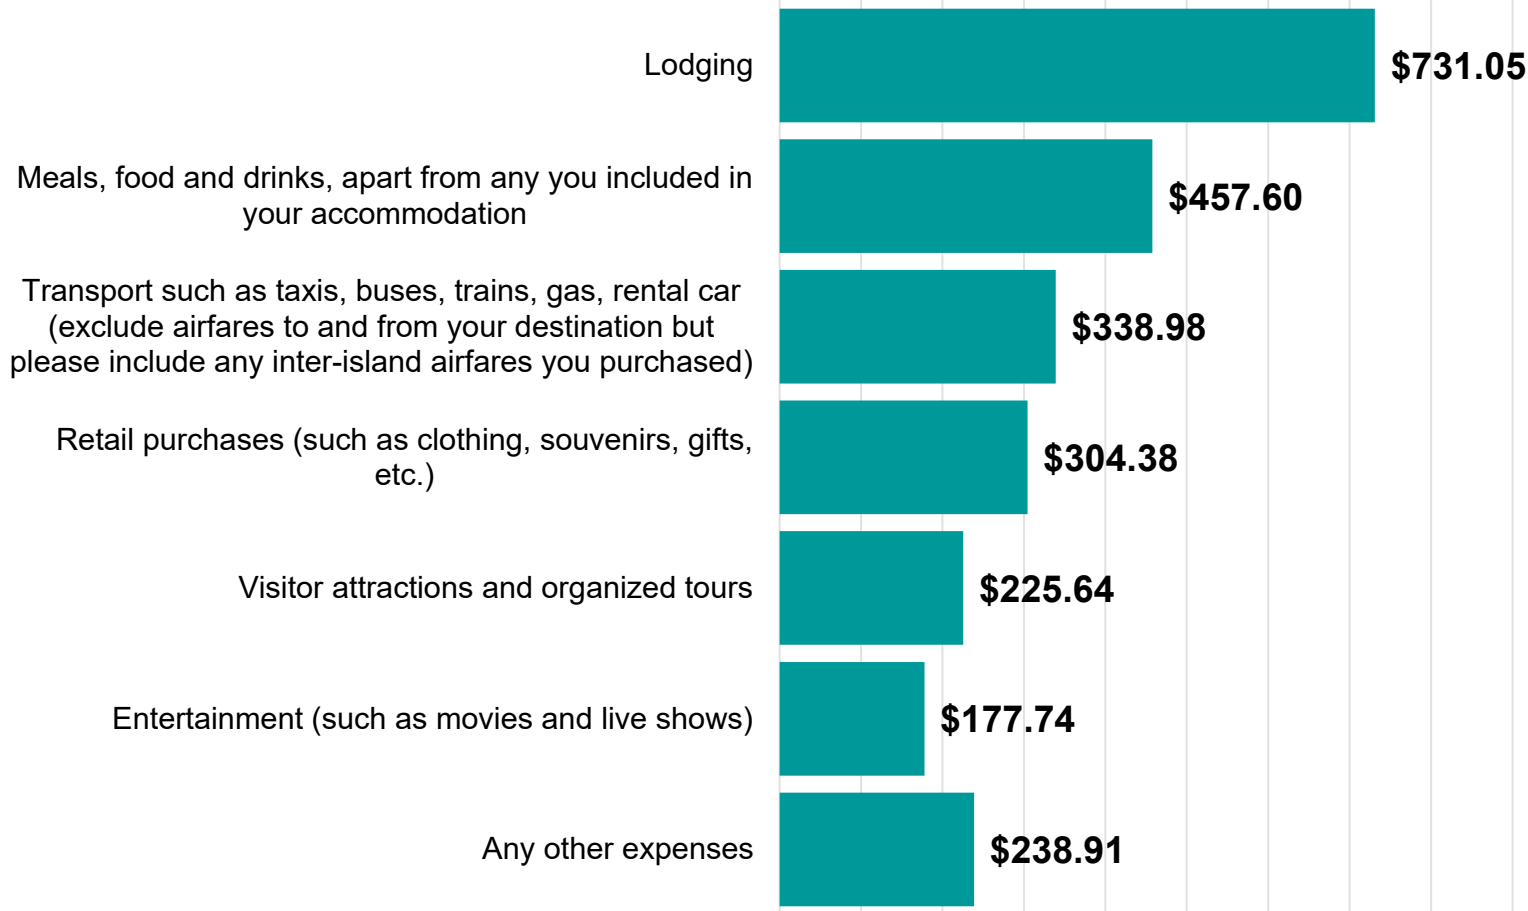 Lodging
$731.05
Meals, food and drinks, apart from any you included in
your accommodation
$457.60
Transport such as taxis, buses, trains, gas, rental car
(exclude airfares to and from your destination but
please include any inter-island airfares you purchased)
$338.98
Retail purchases (such as clothing, souvenirs, gifts,
etc.)
$304.38
Visitor attractions and organized tours
$225.64
Entertainment (such as movies and live shows)
$177.74
Any other expenses
$238.91